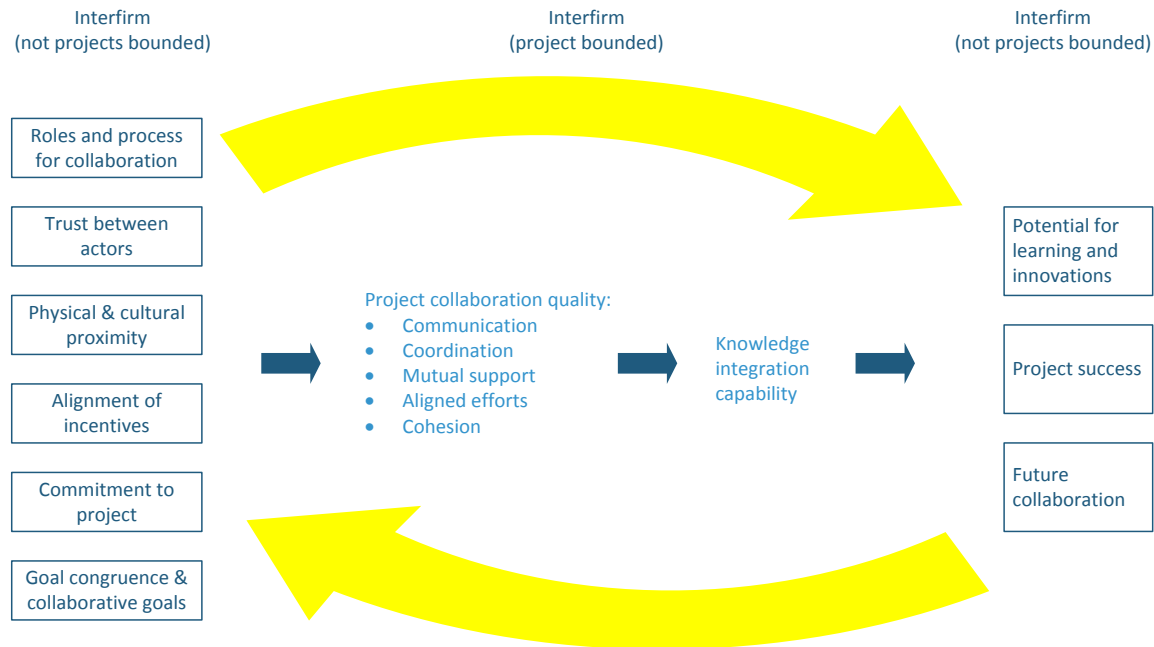 Interfirm
(not projects bounded)
Interfirm
(project bounded)
Interfirm
(not projects bounded)
Roles and process
for collaboration
Trust between
actors
Physical & cultural
proximity
Alignment of
incentives
Commitment to
project
Goal congruence &
collaborative goals
Project collaboration quality:
• Communication
• Coordination
• Mutual support
• Aligned efforts
• Cohesion
Knowledge
integration
capability
Potential for
learning and
innovations
Project success
Future
collaboration